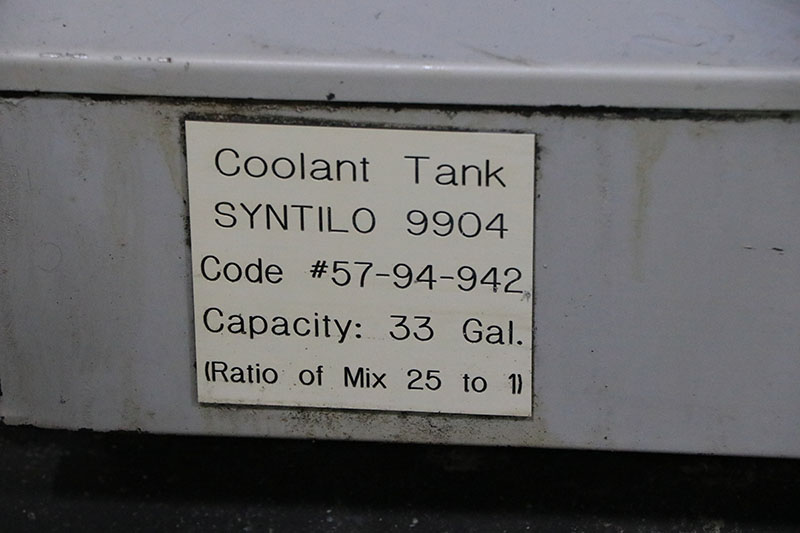 Coolant Tank
SYNTILO 9904
Code #57-94-942
Capacity: 33 Gal.
(Ratio of Mix 25 to 1)